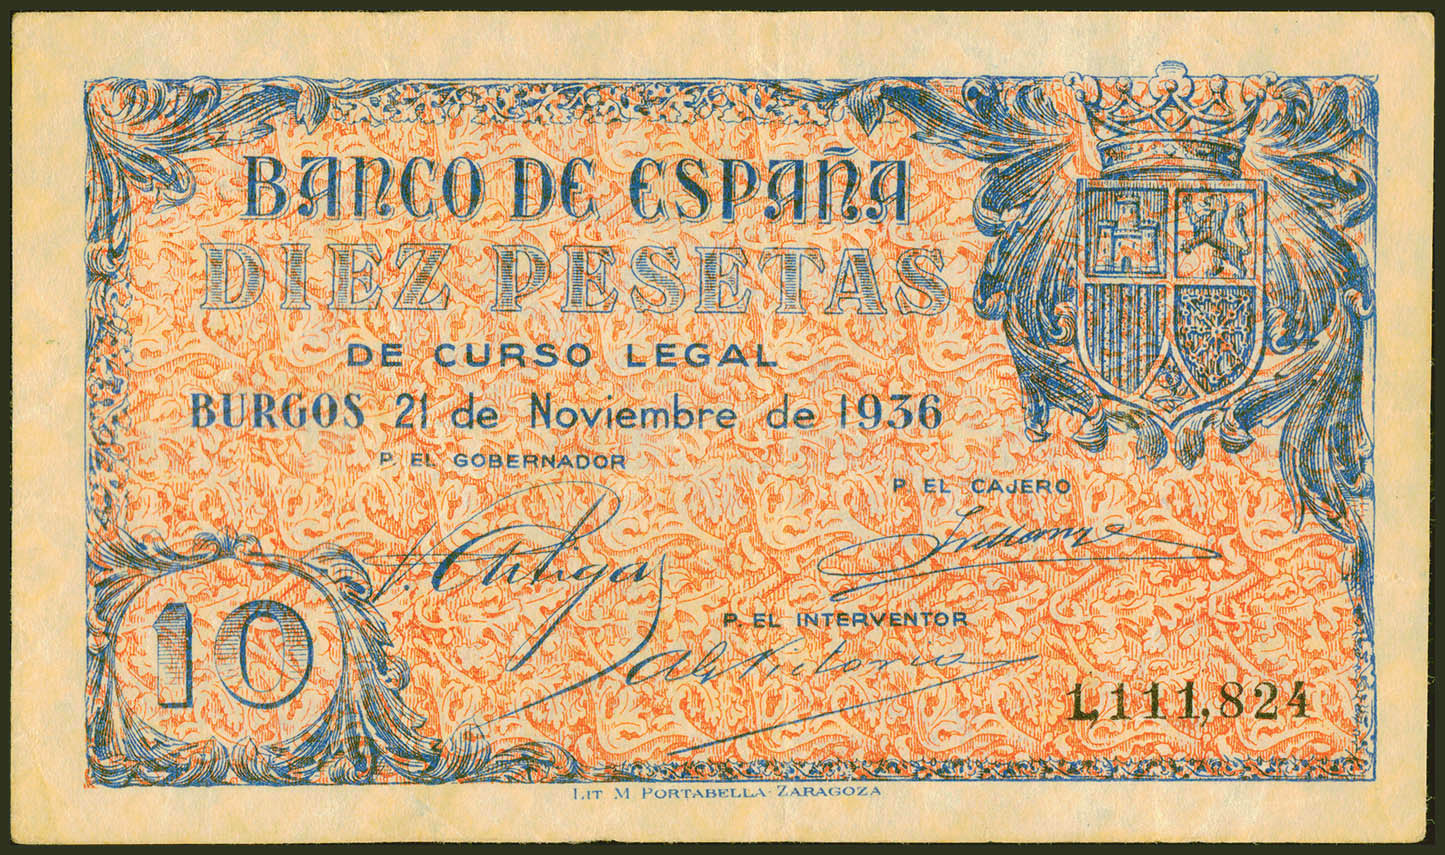 BANCO DE ESPAÑA
DIEZ PESETAS
DE CURSO LEGAL
BURGOS 21 de Noviembre de 1936
P. EL GOBERNADOR
P. EL CAJERO
P. EL INTERVENTOR
10
1,111,824
LIT M PORTABELLA-ZARAGOZA